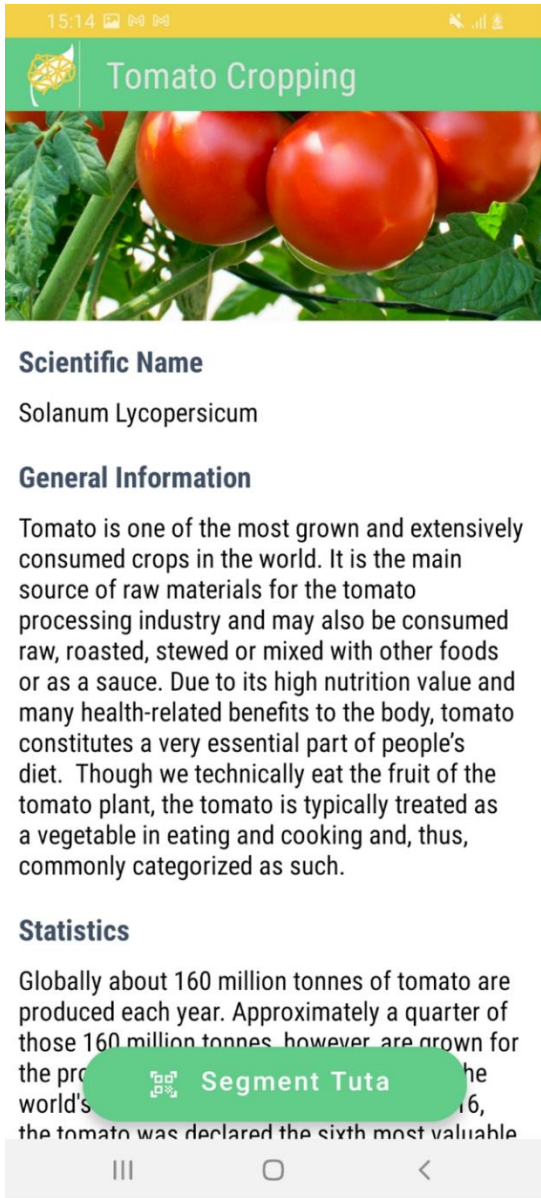 15:14
Tomato Cropping
Scientific Name
Solanum Lycopersicum
General Information
Tomato is one of the most grown and extensively
consumed crops in the world. It is the main
source of raw materials for the tomato
processing industry and may also be consumed
raw, roasted, stewed or mixed with other foods
or as a sauce. Due to its high nutrition value and
many health-related benefits to the body, tomato
constitutes a very essential part of people’s
diet.  Though we technically eat the fruit of the
tomato plant, the tomato is typically treated as
a vegetable in eating and cooking and, thus,
commonly categorized as such.
Statistics
Globally about 160 million tonnes of tomato are
produced each year. Approximately a quarter of
those 160 million tonnes, however, are grown for
the
world's
Segment Tuta
the tomato was declared the sixth most valuable